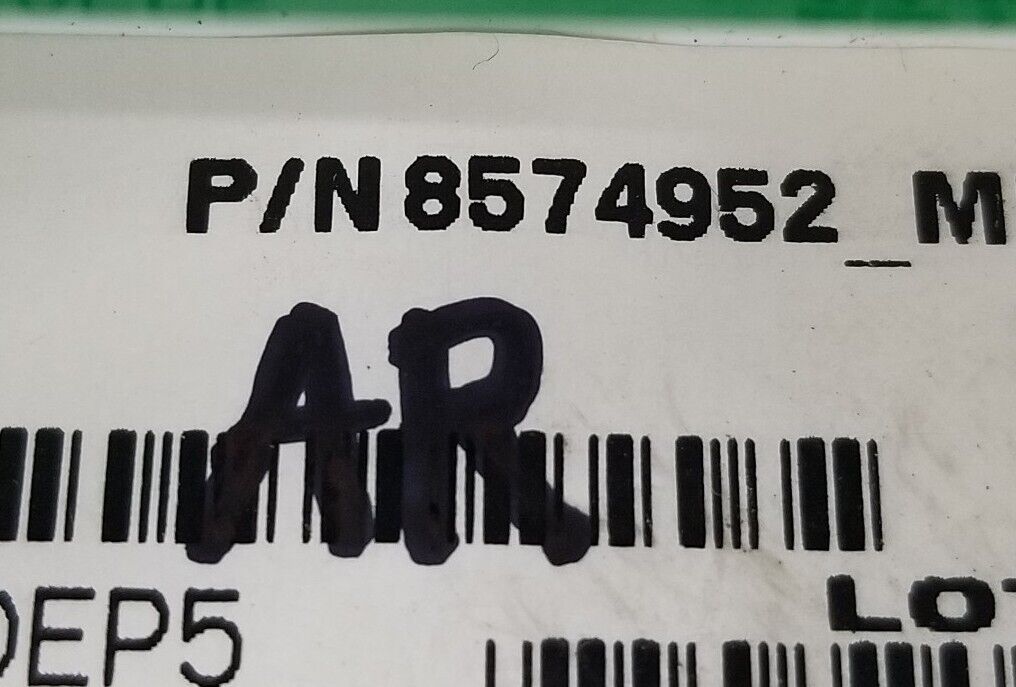 P/N 8574952_M
AR
DEP5
LOT